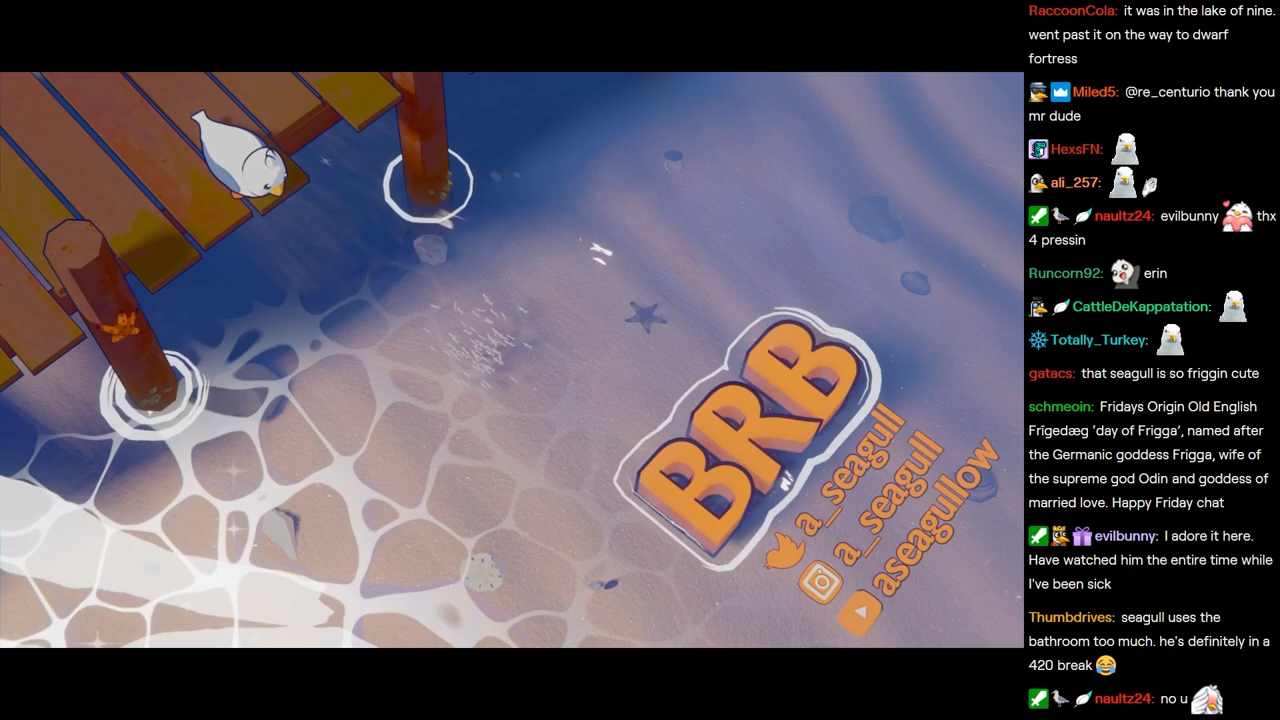 BRB
a_seagull
a_seagull
aseagullow
RaccoonCola: it was in the lake of nine.
went past it on the way to dwarf
fortress
Miled5: @re_centurio thank you
mr dude
HexsFN:
ali_257:
naultz24: evilbunny thx
4 pressin
Runcorn92: erin
CattleDeKappatation:
Totally_Turkey:
gatacs: that seagull is so friggin cute
schmeoin: Fridays Origin Old English
Frīgedæg ‘day of Frigga’, named after
the Germanic goddess Frigga, wife of
the supreme god Odin and goddess of
married love. Happy Friday chat
evilbunny: I adore it here.
Have watched him the entire time while
I've been sick
Thumbdrives: seagull uses the
bathroom too much. he's definitely in a
420 break 😂
naultz24: no u